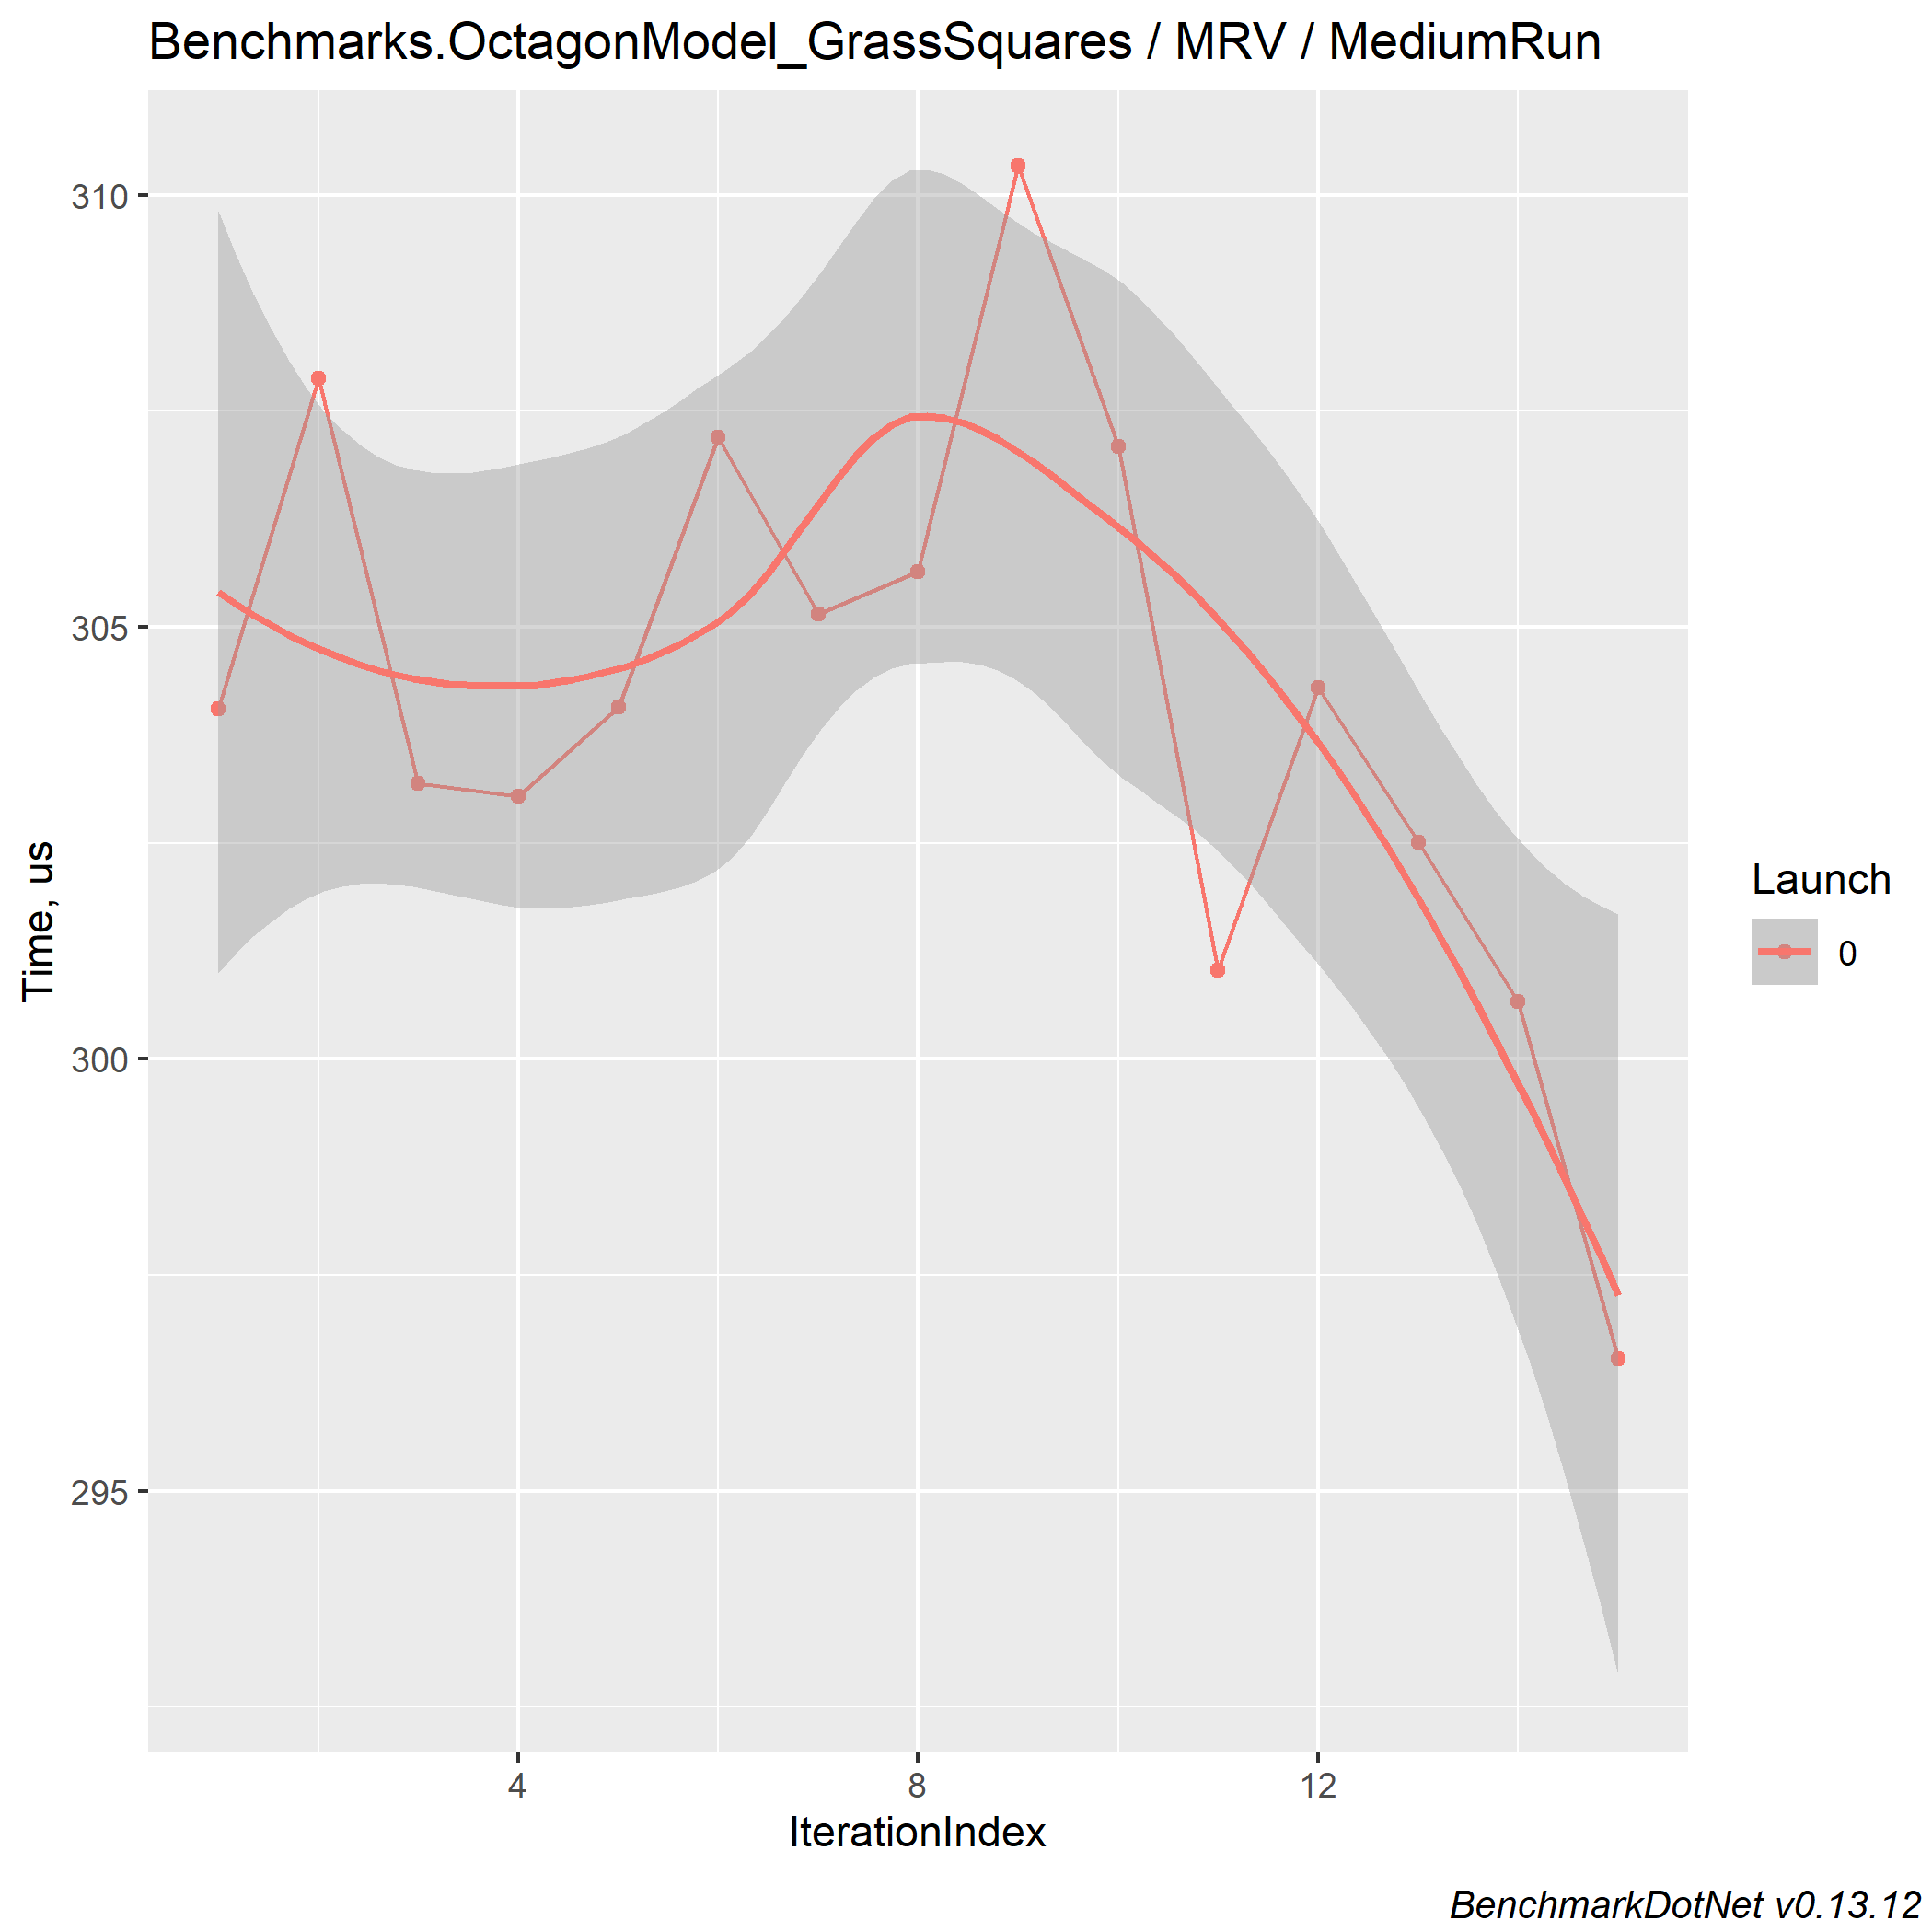 Benchmarks.OctagonModel_GrassSquares / MRV / MediumRun
310
305
300
295
Time, us
4
8
12
IterationIndex
Launch
0
BenchmarkDotNet v0.13.12